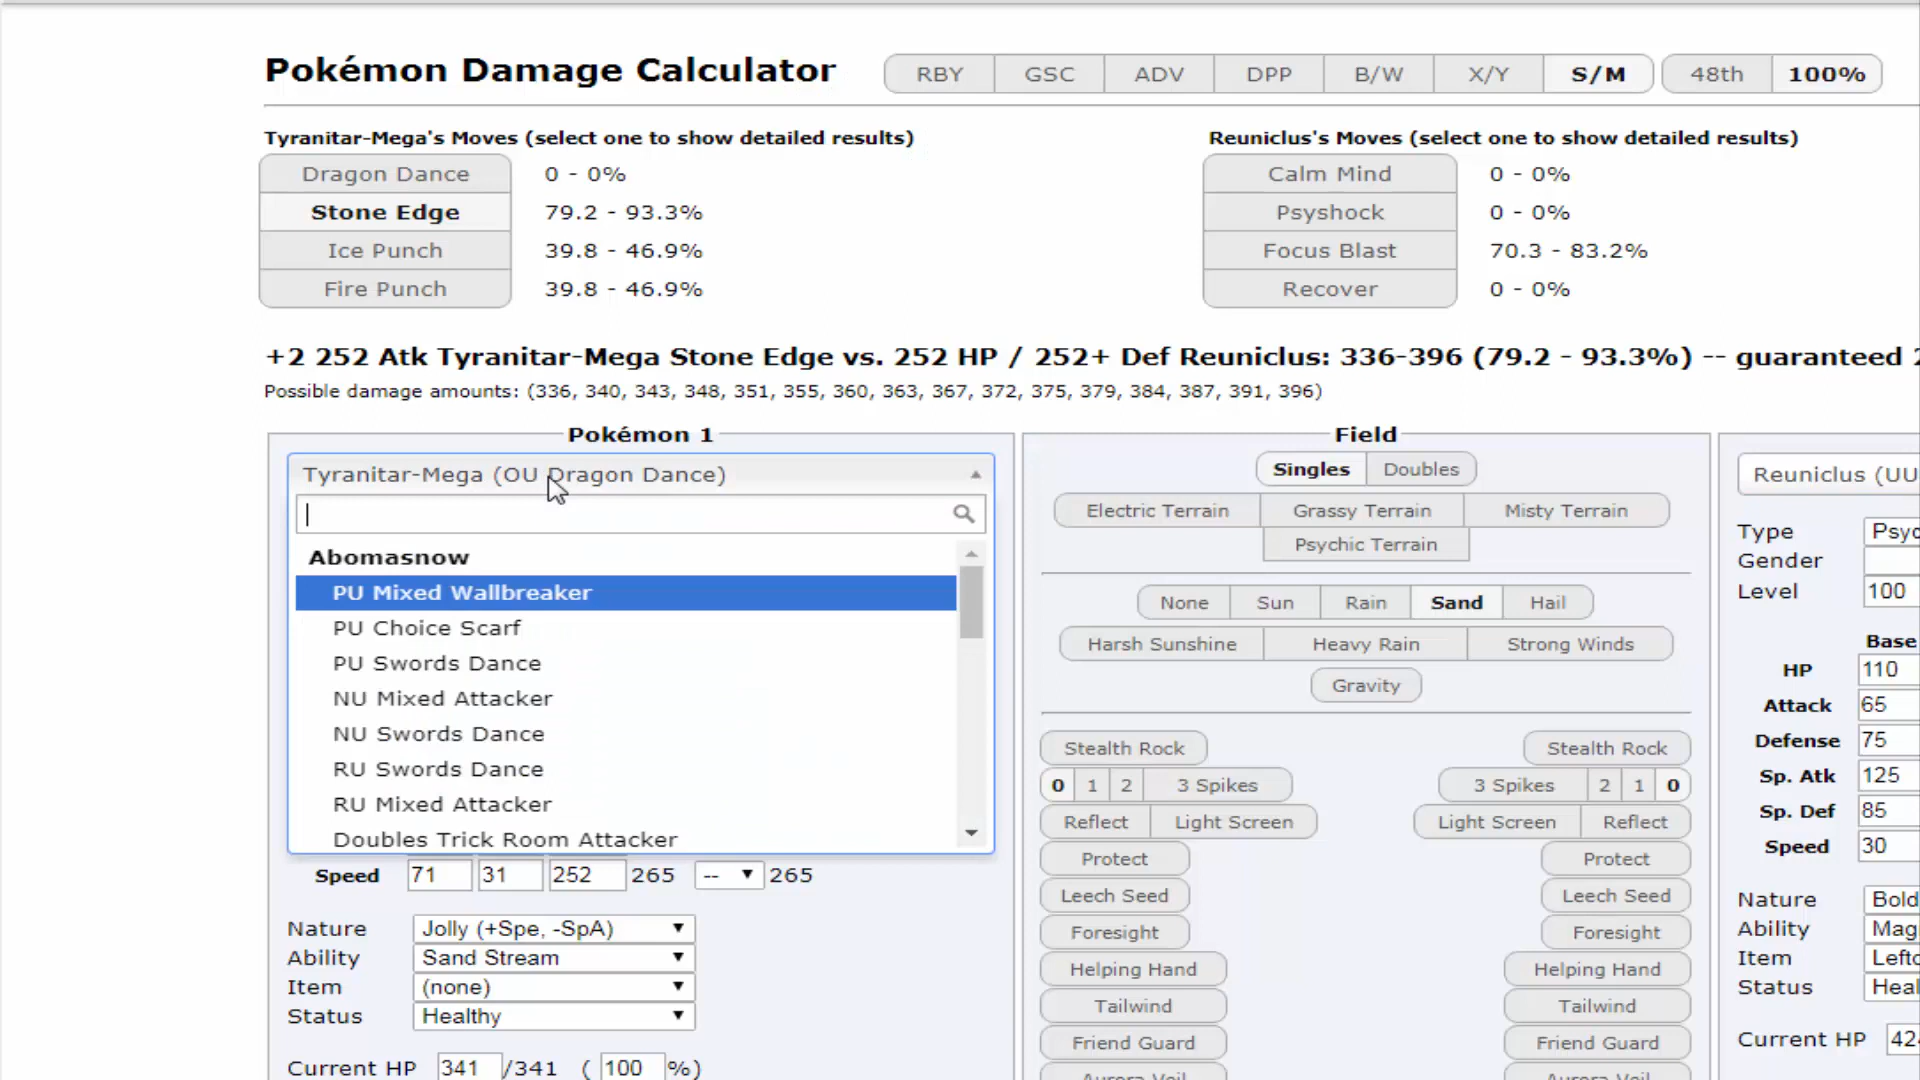 Pokémon Damage Calculator RBY GSC ADV DPP B/W X/Y S/M 48th 100%
Tyranitar-Mega's Moves (select one to show detailed results)
Dragon Dance 0 - 0%
Stone Edge 79.2 - 93.3%
Ice Punch 39.8 - 46.9%
Fire Punch 39.8 - 46.9%
Reuniclus's Moves (select one to show detailed results)
Calm Mind 0 - 0%
Psyshock 0 - 0%
Focus Blast 70.3 - 83.2%
Recover 0 - 0%
+2 252 Atk Tyranitar-Mega Stone Edge vs. 252 HP / 252+ Def Reuniclus: 336-396 (79.2 - 93.3%) -- guaranteed
Possible damage amounts: (336, 340, 343, 348, 351, 355, 360, 363, 367, 372, 375, 379, 384, 387, 391, 396)
Pokémon 1
Tyranitar-Mega (OU Dragon Dance)
Abomasnow
PU Mixed Wallbreaker
PU Choice Scarf
PU Swords Dance
NU Mixed Attacker
NU Swords Dance
RU Swords Dance
RU Mixed Attacker
Doubles Trick Room Attacker
Speed 71 31 252 265 -- 265
Nature Jolly (+Spe, -SpA)
Ability Sand Stream
Item (none)
Status Healthy
Current HP 341 /341 ( 100 %)
Field
Singles Doubles
Electric Terrain Grassy Terrain Misty Terrain
Psychic Terrain
None Sun Rain Sand Hail
Harsh Sunshine Heavy Rain Strong Winds
Gravity
Stealth Rock Stealth Rock
0 1 2 3 Spikes 3 Spikes 2 1 0
Reflect Light Screen Light Screen Reflect
Protect Protect
Leech Seed Leech Seed
Foresight Foresight
Helping Hand Helping Hand
Tailwind Tailwind
Friend Guard Friend Guard
Aurora Veil Aurora Veil
Reuniclus (UU
Type Psyc
Gender
Level 100
Base
HP 110
Attack 65
Defense 75
Sp. Atk 125
Sp. Def 85
Speed 30
Nature Bold
Ability Mag
Item Lefto
Status Heal
Current HP 424